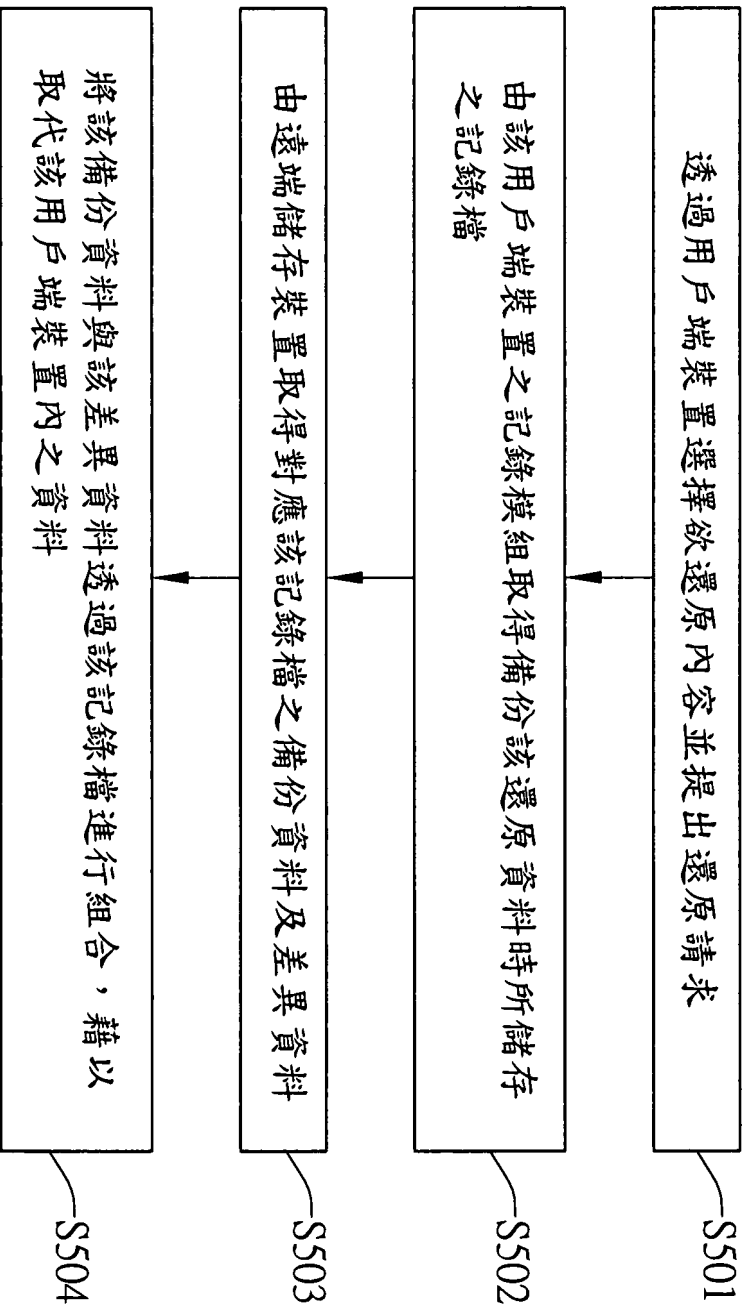 透過用戶端裝置選擇欲還原內容並提出還原請求
S501
由該用戶端裝置之記錄模組取得備份該還原資料時所儲存
之記錄檔
S502
由遠端儲存裝置取得對應該記錄檔之備份資料及差異資料
S503
將該備份資料與該差異資料透過該記錄檔進行組合，藉以
取代該用戶端裝置內之資料
S504